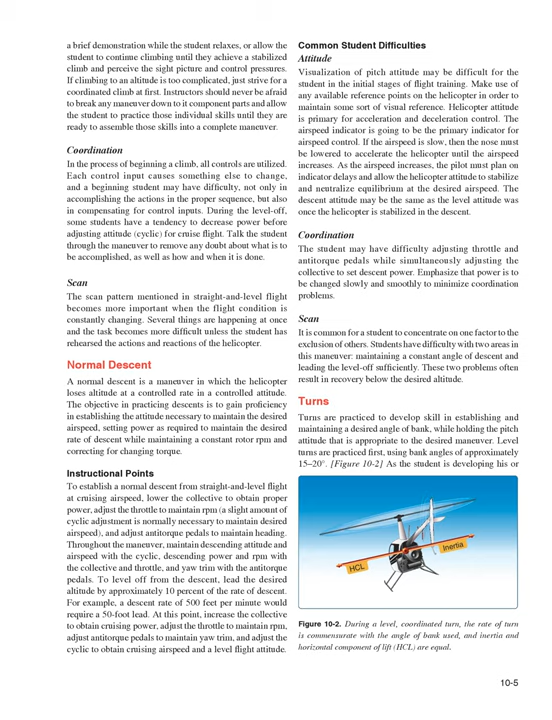 a brief demonstration while the student relaxes, or allow the
student to continue climbing until they achieve a stabilized
climb and perceive the sight picture and control pressures.
If climbing to an altitude is too complicated, just strive for a
coordinated climb at first. Instructors should never be afraid
to break any maneuver down to it component parts and allow
the student to practice those individual skills until they are
ready to assemble those skills into a complete maneuver.
Coordination
In the process of beginning a climb, all controls are utilized.
Each control input causes something else to change,
and a beginning student may have difficulty, not only in
accomplishing the actions in the proper sequence, but also
in compensating for control inputs. During the level-off,
some students have a tendency to decrease power before
adjusting attitude (cyclic) for cruise flight. Talk the student
through the maneuver to remove any doubt about what is to
be accomplished, as well as how and when it is done.
Scan
The scan pattern mentioned in straight-and-level flight
becomes more important when the flight condition is
constantly changing. Several things are happening at once
and the task becomes more difficult unless the student has
rehearsed the actions and reactions of the helicopter.
Normal Descent
A normal descent is a maneuver in which the helicopter
loses altitude at a controlled rate in a controlled attitude.
The objective in practicing descents is to gain proficiency
in establishing the attitude necessary to maintain the desired
airspeed, setting power as required to maintain the desired
rate of descent while maintaining a constant rotor rpm and
correcting for changing torque.
Instructional Points
To establish a normal descent from straight-and-level flight
at cruising airspeed, lower the collective to obtain proper
power, adjust the throttle to maintain rpm (a slight amount of
cyclic adjustment is normally necessary to maintain desired
airspeed), and adjust antitorque pedals to maintain heading.
Throughout the maneuver, maintain descending attitude and
airspeed with the cyclic, descending power and rpm with
the collective and throttle, and yaw trim with the antitorque
pedals. To level off from the descent, lead the desired
altitude by approximately 10 percent of the rate of descent.
For example, a descent rate of 500 feet per minute would
require a 50-foot lead. At this point, increase the collective
to obtain cruising power, adjust the throttle to maintain rpm,
adjust antitorque pedals to maintain yaw trim, and adjust the
cyclic to obtain cruising airspeed and a level flight attitude.
Common Student Difficulties
Attitude
Visualization of pitch attitude may be difficult for the
student in the initial stages of flight training. Make use of
any available reference points on the helicopter in order to
maintain some sort of visual reference. Helicopter attitude
is primary for acceleration and deceleration control. The
airspeed indicator is going to be the primary indicator for
airspeed control. If the airspeed is slow, then the nose must
be lowered to accelerate the helicopter until the airspeed
increases. As the airspeed increases, the pilot must plan on
indicator delays and allow the helicopter attitude to stabilize
and neutralize equilibrium at the desired airspeed. The
descent attitude may be the same as the level attitude was
once the helicopter is stabilized in the descent.
Coordination
The student may have difficulty adjusting throttle and
antitorque pedals while simultaneously adjusting the
collective to set descent power. Emphasize that power is to
be changed slowly and smoothly to minimize coordination
problems.
Scan
It is common for a student to concentrate on one factor to the
exclusion of others. Students have difficulty with two areas in
this maneuver: maintaining a constant angle of descent and
leading the level-off sufficiently. These two problems often
result in recovery below the desired altitude.
Turns
Turns are practiced to develop skill in establishing and
maintaining a desired angle of bank, while holding the pitch
attitude that is appropriate to the desired maneuver. Level
turns are practiced first, using bank angles of approximately
15–20°. [Figure 10-2] As the student is developing his or
HCL
Inertia
Figure 10-2. During a level, coordinated turn, the rate of turn
is commensurate with the angle of bank used, and inertia and
horizontal component of lift (HCL) are equal.
10-5